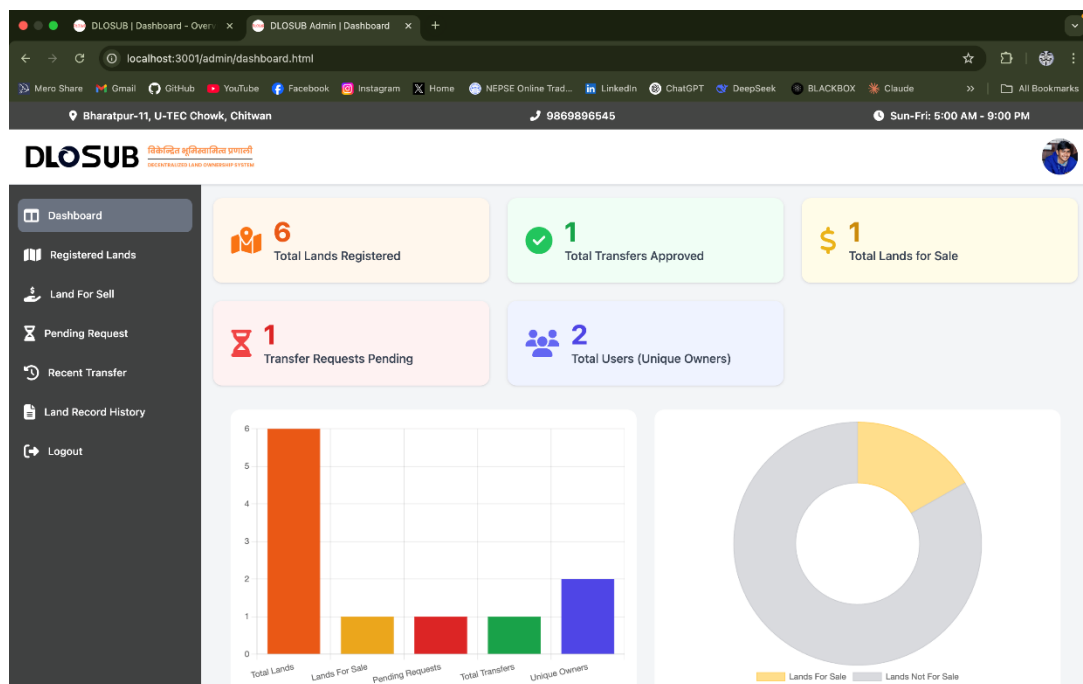 DLOSUB | Dashboard - Over
DLOSUB Admin | Dashboard
localhost:3001/admin/dashboard.html
Mero Share Gmail GitHub YouTube Facebook Instagram Home NEPSE Online Trad... LinkedIn ChatGPT DeepSeek BLACKBOX Claude » All Bookmarks
Bharatpur-11, U-TEC Chowk, Chitwan 9869896545 Sun-Fri: 5:00 AM - 9:00 PM
DLOSUB
विकेन्द्रित भूमिस्वामित्व प्रणाली
DECENTRALIZED LAND OWNERSHIP SYSTEM
Dashboard
Registered Lands
Land For Sell
Pending Request
Recent Transfer
Land Record History
Logout
6
Total Lands Registered
1
Total Transfers Approved
1
Total Lands for Sale
1
Transfer Requests Pending
2
Total Users (Unique Owners)
6
5
4
3
2
1
0
Total Lands
Lands For Sale
Pending Requests
Total Transfers
Unique Owners
Lands For Sale Lands Not For Sale